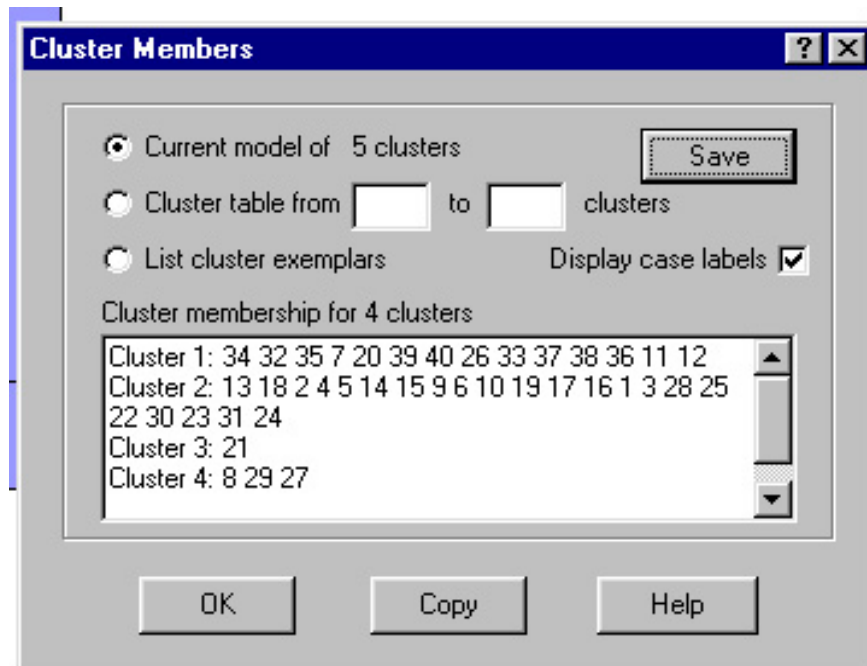 Cluster Members
Current model of 5 clusters
Save
Cluster table from to clusters
List cluster exemplars
Display case labels
Cluster membership for 4 clusters
Cluster 1: 34 32 35 7 20 39 40 26 33 37 38 36 11 12
Cluster 2: 13 18 2 4 5 14 15 9 6 10 19 17 16 1 3 28 25
22 30 23 31 24
Cluster 3: 21
Cluster 4: 8 29 27
OK
Copy
Help